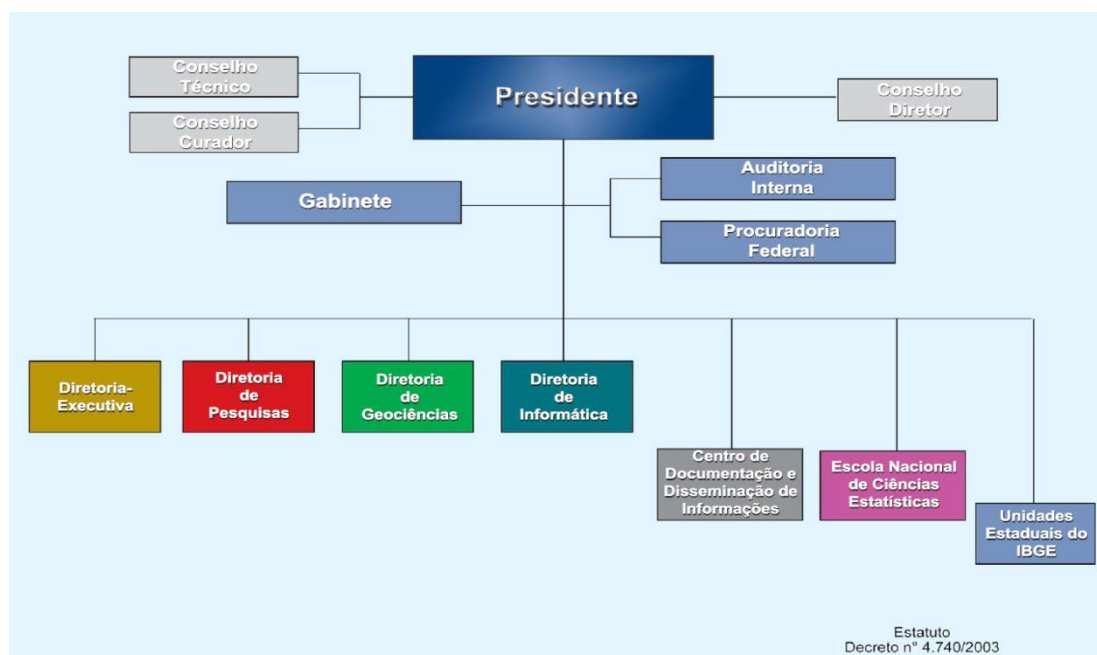 Conselho
Técnico
Presidente
Conselho
Diretor
Conselho
Curador
Gabinete
Auditoria
Interna
Procuradoria
Federal
Diretoria-
Executiva
Diretoria
de
Pesquisas
Diretoria
de
Geociências
Diretoria
de
Informática
Centro de
Documentação e
Disseminação de
Informações
Escola Nacional
de Ciências
Estatísticas
Unidades
Estaduais do
IBGE
Estatuto
Decreto n° 4.740/2003